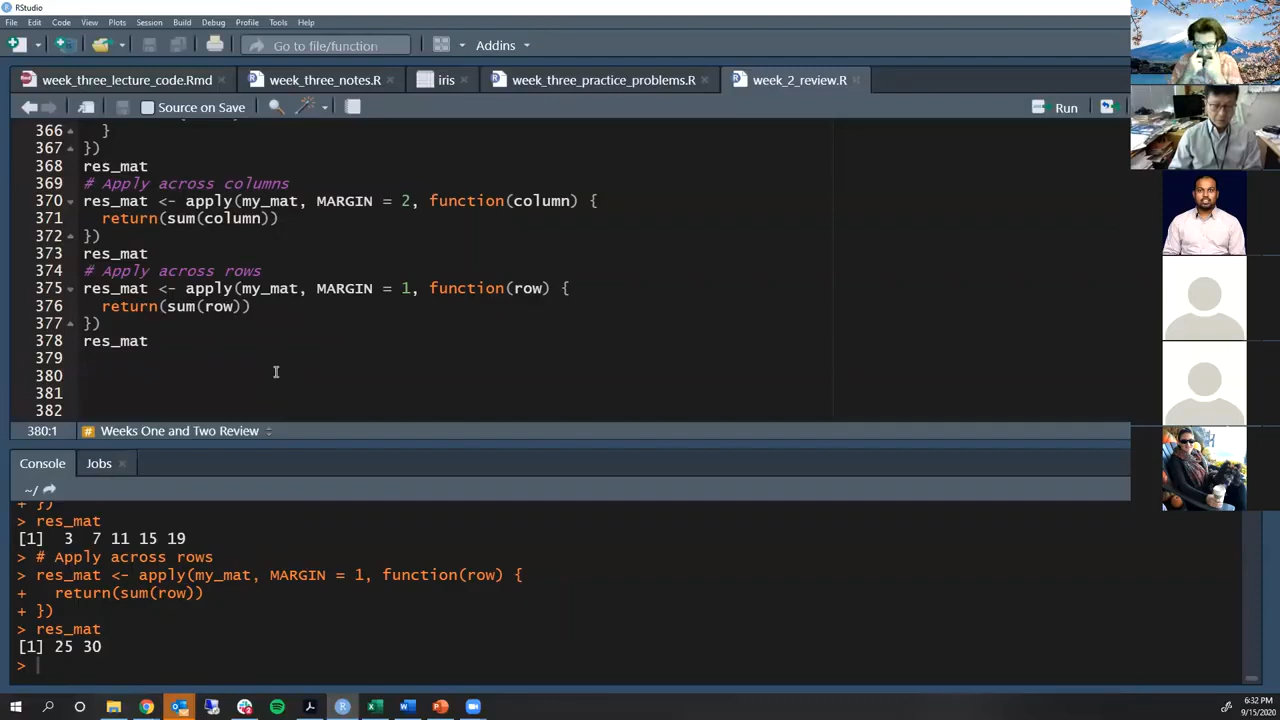 RStudio
File Edit Code View Plots Session Build Debug Profile Tools Help
Go to file/function Addins
week_three_lecture_code.Rmd week_three_notes.R iris week_three_practice_problems.R week_2_review.R
Source on Save Run
366 }
367 })
368 res_mat
369 # Apply across columns
370 res_mat <- apply(my_mat, MARGIN = 2, function(column) {
371 return(sum(column))
372 })
373 res_mat
374 # Apply across rows
375 res_mat <- apply(my_mat, MARGIN = 1, function(row) {
376 return(sum(row))
377 })
378 res_mat
379
380
381
382
380:1 # Weeks One and Two Review
Console Jobs
~/
+ })
> res_mat
[1] 3 7 11 15 19
> # Apply across rows
> res_mat <- apply(my_mat, MARGIN = 1, function(row) {
+ return(sum(row))
+ })
> res_mat
[1] 25 30
>
6:32 PM
9/15/2020